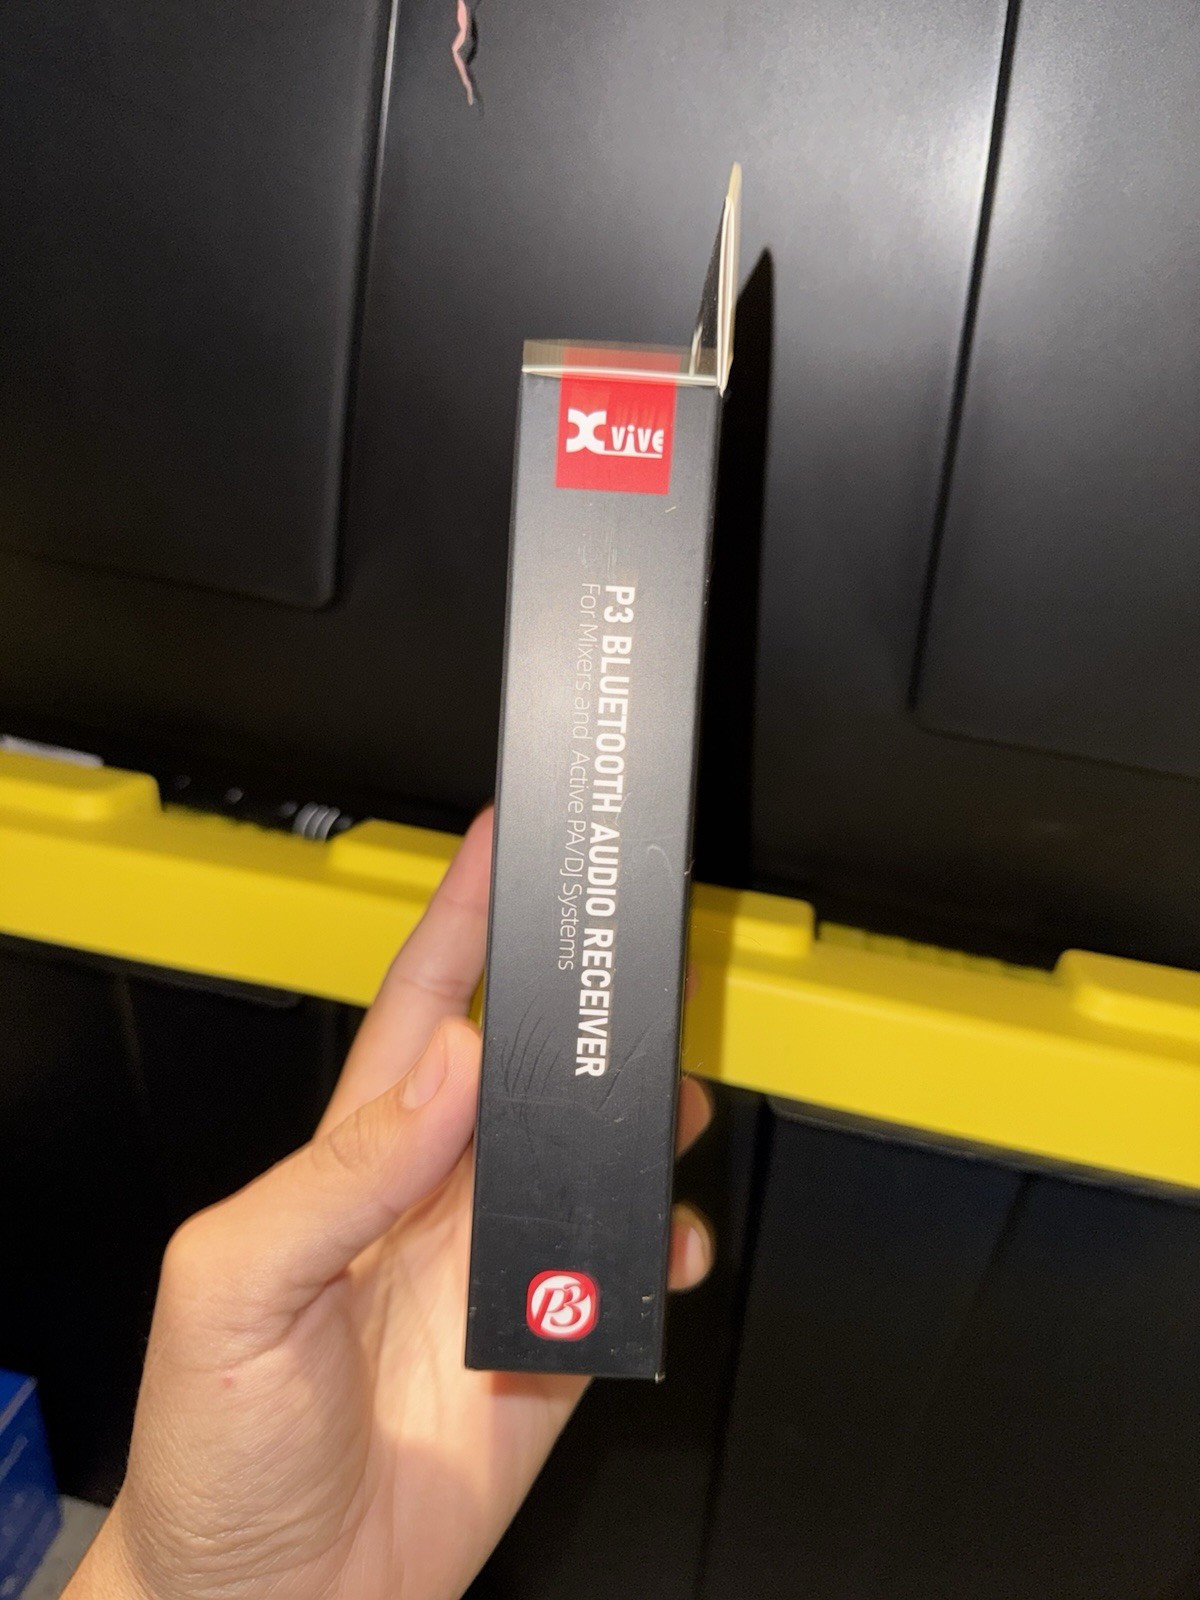 Xvive
P3 BLUETOOTH AUDIO RECEIVER
For Mixers and Active PA/DJ Systems
P3